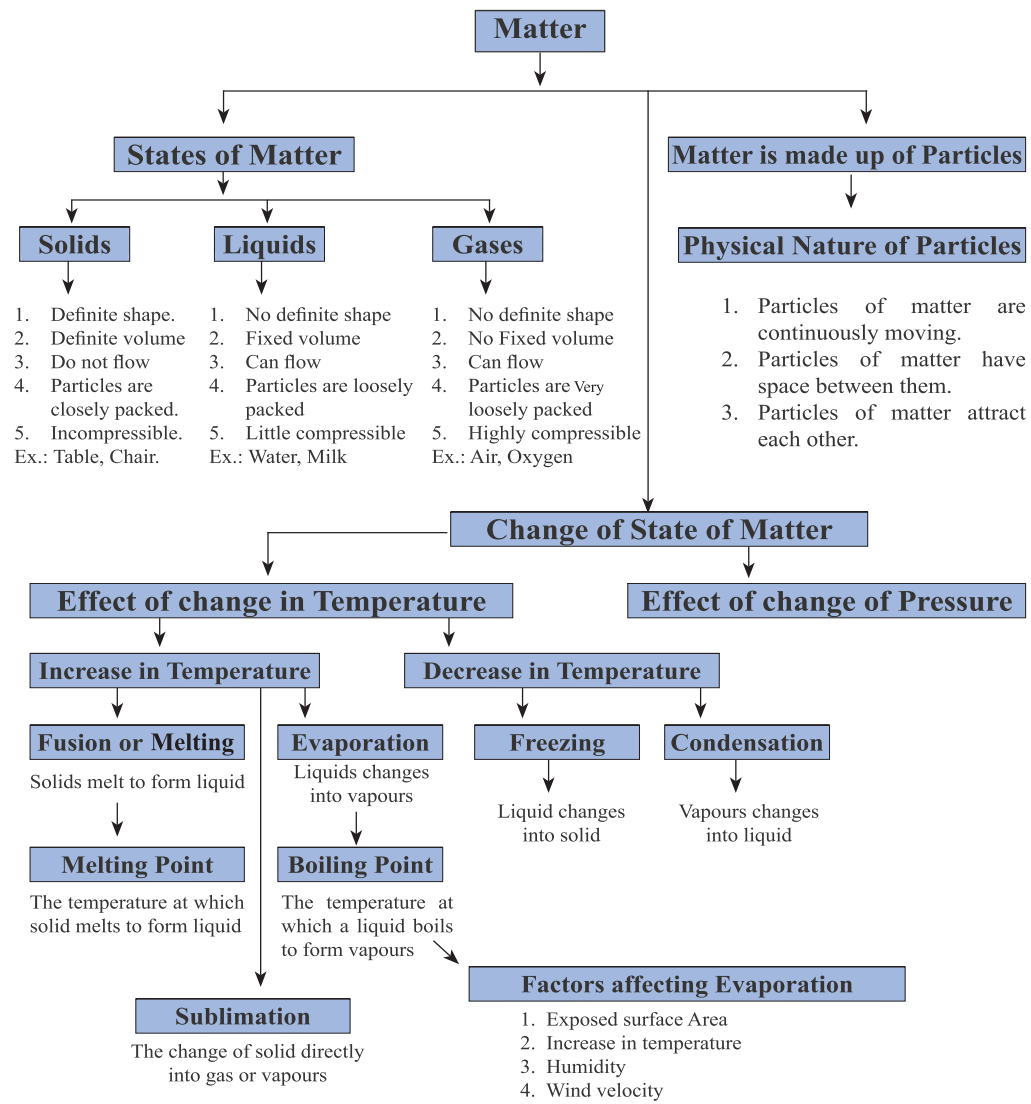 Matter
States of Matter
Matter is made up of Particles
Solids
Liquids
Gases
Physical Nature of Particles
1. Definite shape.
2. Definite volume
3. Do not flow
4. Particles are
closely packed.
5. Incompressible.
Ex.: Table, Chair.
1. No definite shape
2. Fixed volume
3. Can flow
4. Particles are loosely
packed
5. Little compressible
Ex.: Water, Milk
1. No definite shape
2. No Fixed volume
3. Can flow
4. Particles are Very
loosely packed
5. Highly compressible
Ex.: Air, Oxygen
1. Particles of matter are
continuously moving.
2. Particles of matter have
space between them.
3. Particles of matter attract
each other.
Change of State of Matter
Effect of change in Temperature
Effect of change of Pressure
Increase in Temperature
Decrease in Temperature
Fusion or Melting
Solids melt to form liquid
Evaporation
Liquids changes
into vapours
Freezing
Liquid changes
into solid
Condensation
Vapours changes
into liquid
Melting Point
The temperature at which
solid melts to form liquid
Boiling Point
The temperature at
which a liquid boils
to form vapours
Factors affecting Evaporation
1. Exposed surface Area
2. Increase in temperature
3. Humidity
4. Wind velocity
Sublimation
The change of solid directly
into gas or vapours